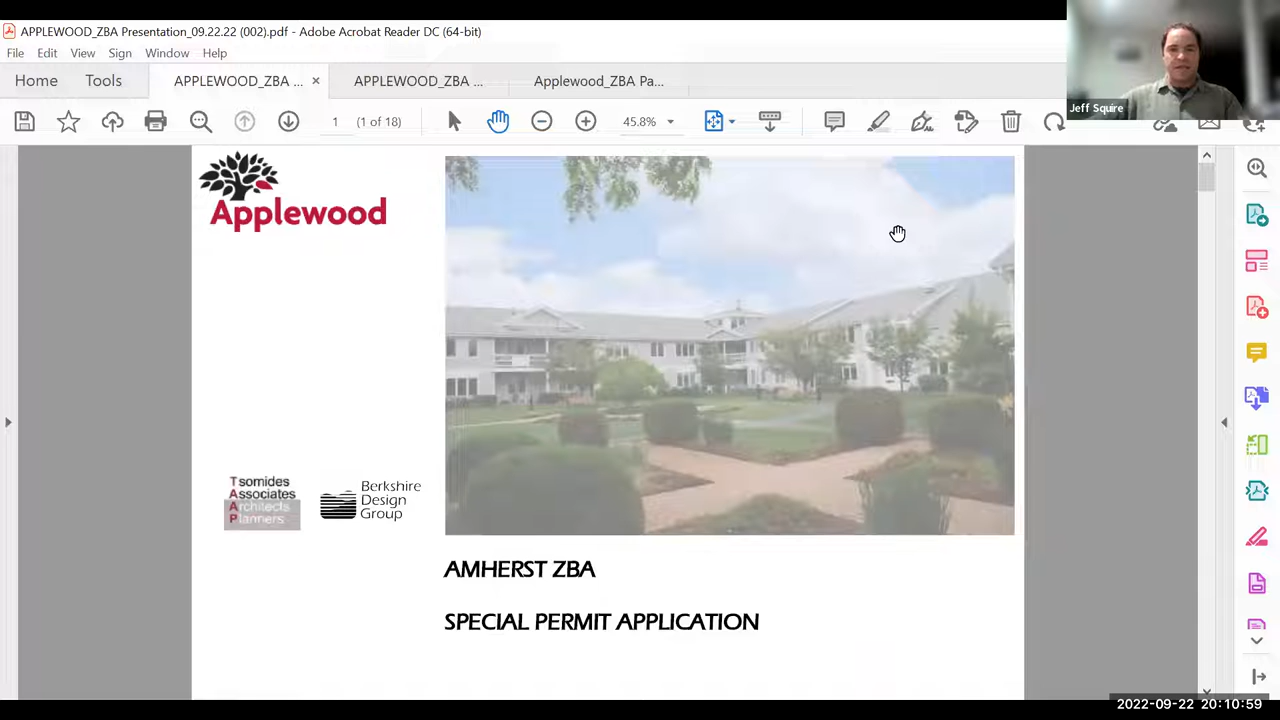 APPLEWOOD_ZBA Presentation_09.22.22 (002).pdf - Adobe Acrobat Reader DC (64-bit)
File Edit View Sign Window Help
Home Tools APPLEWOOD_ZBA ... × APPLEWOOD_ZBA ... Applewood_ZBA Pa...
1 (1 of 18) 45.8%
Jeff Squire
Applewood
Tsomides
Associates
Architects
Planners
Berkshire
Design
Group
AMHERST ZBA
SPECIAL PERMIT APPLICATION
2022-09-22 20:10:59